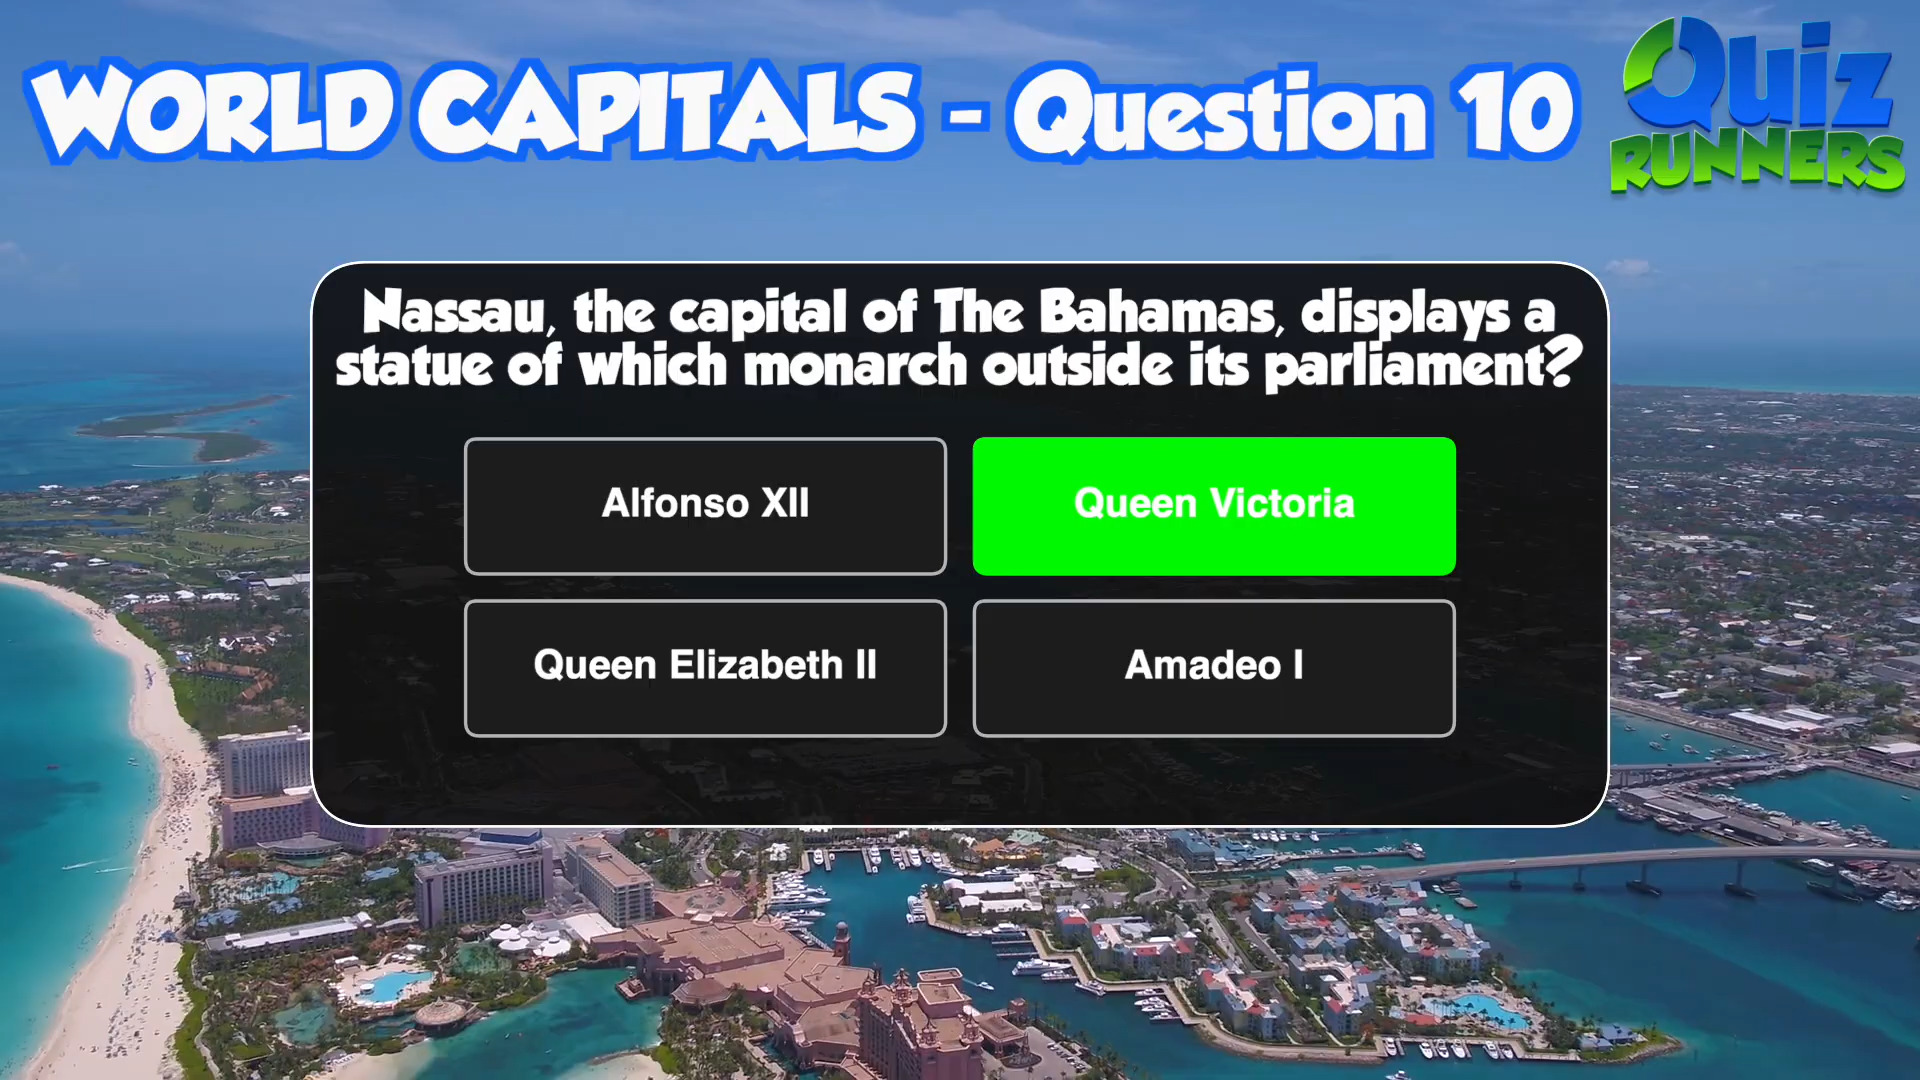 WORLD CAPITALS - Question 10
Quiz
RUNNERS
Nassau, the capital of The Bahamas, displays a
statue of which monarch outside its parliament?
Alfonso XII
Queen Victoria
Queen Elizabeth II
Amadeo I